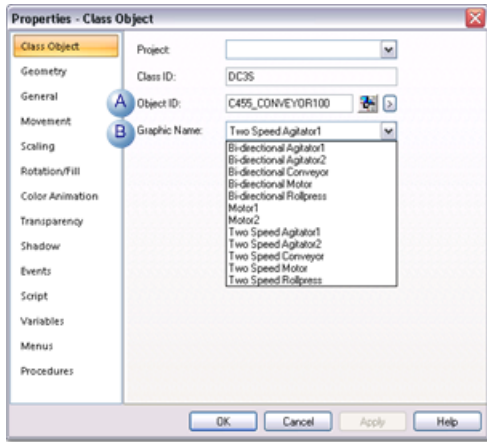 Properties - Class Object
Class Object
Geometry
General
Movement
Scaling
Rotation/Fill
Color Animation
Transparency
Shadow
Events
Script
Variables
Menus
Procedures
Project:
Class ID: DC3S
A Object ID: C455_CONVEYOR100 >
B Graphic Name: Two Speed Agitator1
Bi-directional Agitator1
Bi-directional Agitator2
Bi-directional Conveyor
Bi-directional Motor
Bi-directional Rollpress
Motor1
Motor2
Two Speed Agitator1
Two Speed Agitator2
Two Speed Conveyor
Two Speed Motor
Two Speed Rollpress
OK Cancel Apply Help